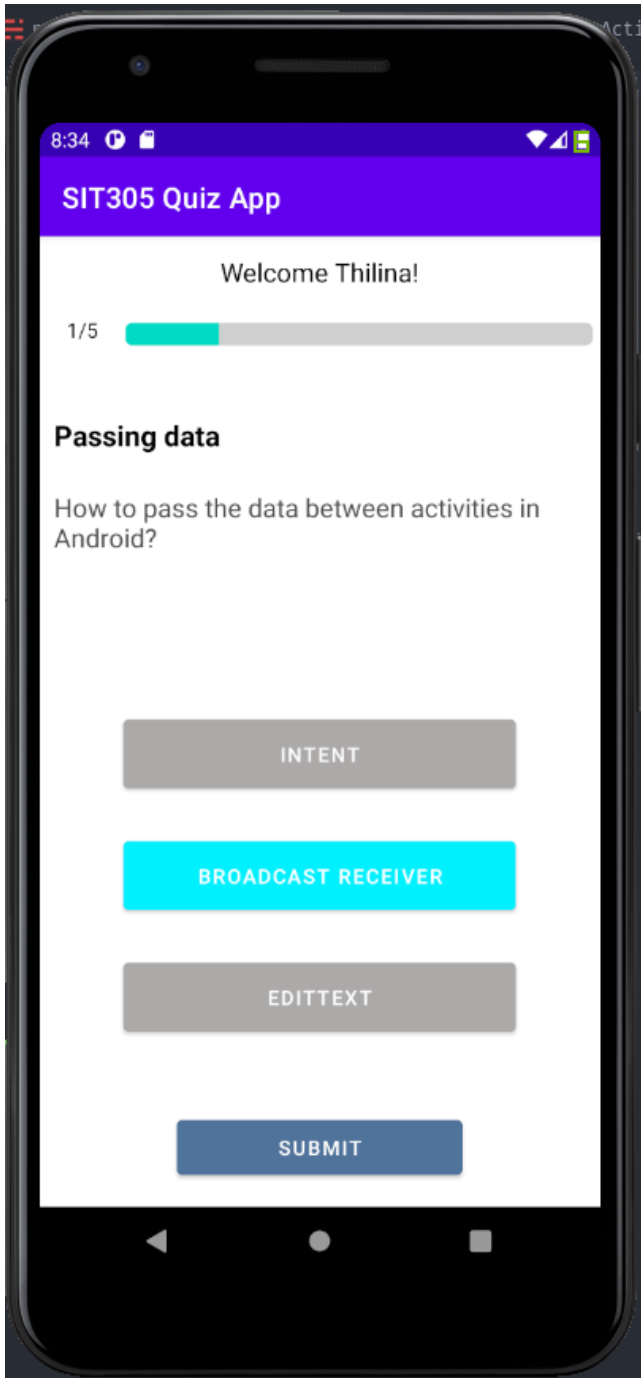 Acti
8:34
SIT305 Quiz App
Welcome Thilina!
1/5
Passing data
How to pass the data between activities in
Android?
INTENT
BROADCAST RECEIVER
EDITTEXT
SUBMIT